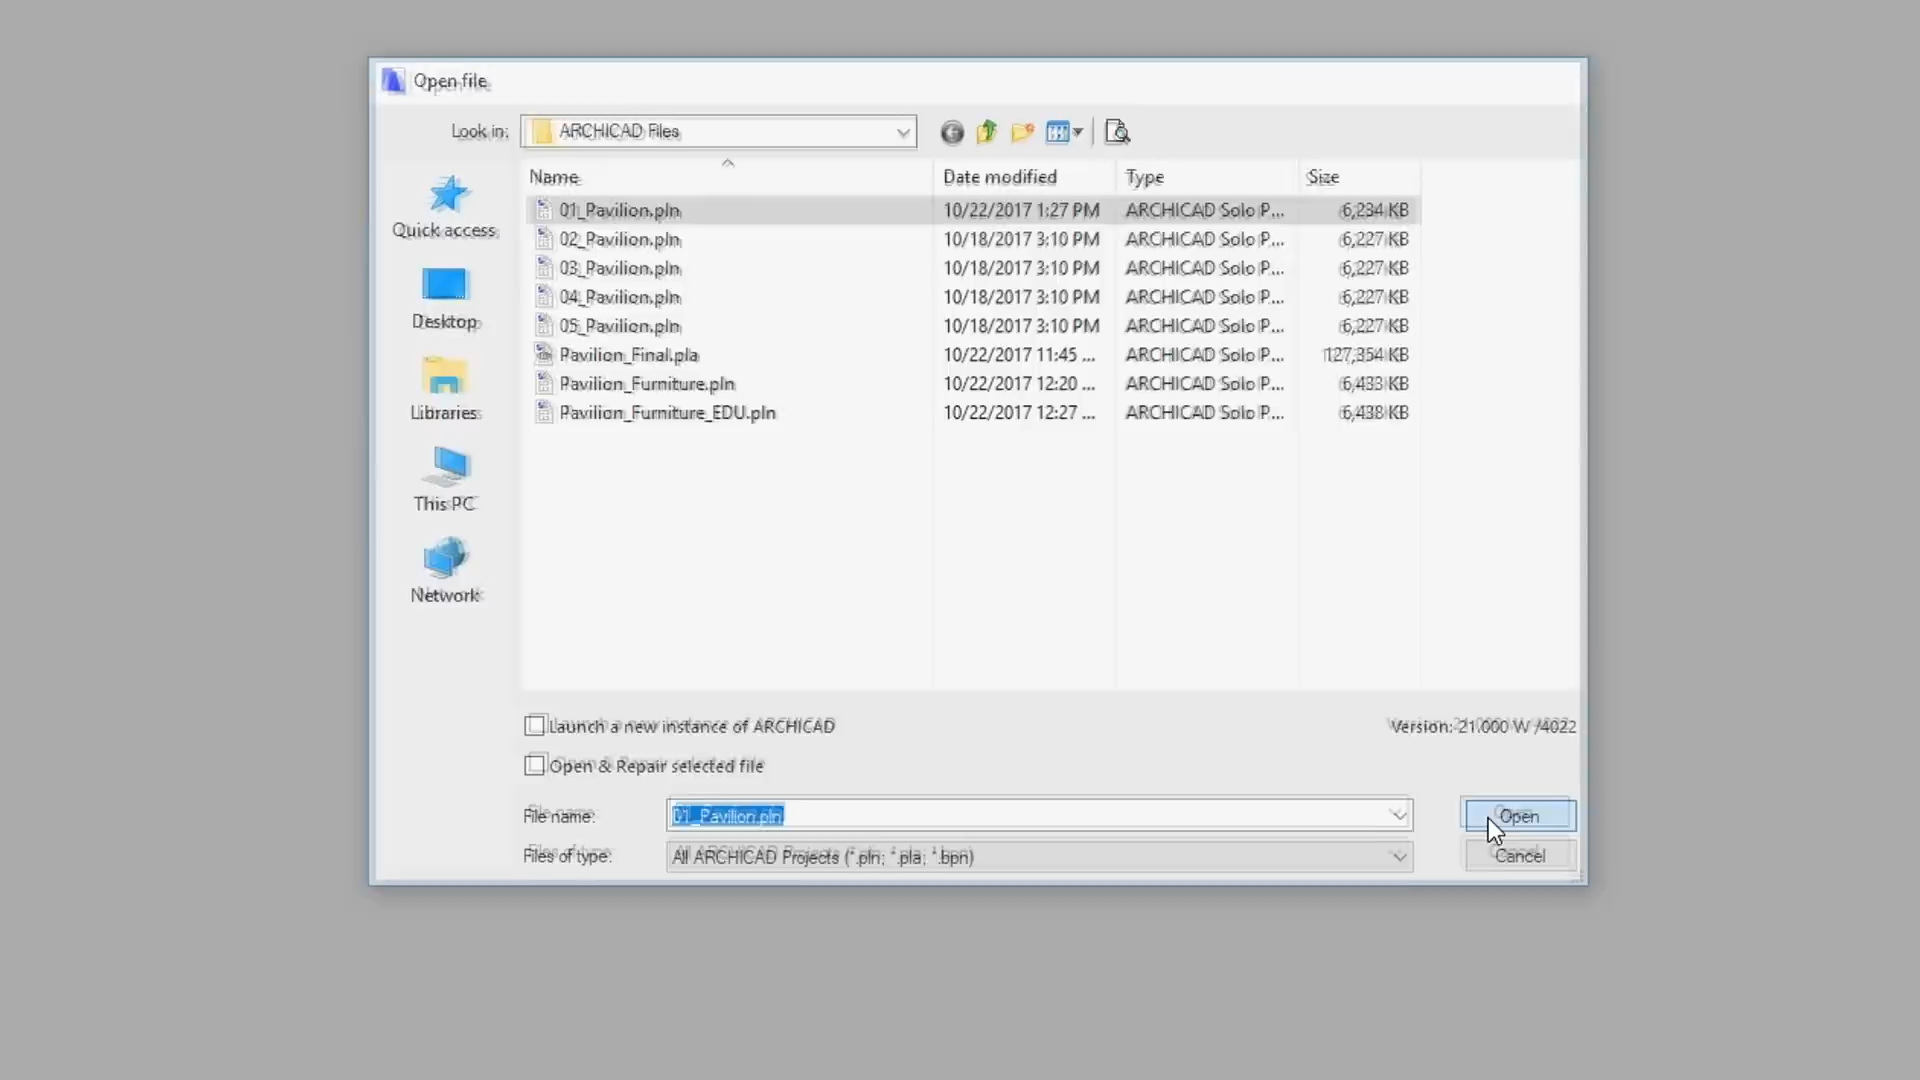 Open file
Look in: ARCHICAD Files
Name Date modified Type Size
01_Pavilion.pln 10/22/2017 1:27 PM ARCHICAD Solo P... 6,234 KB
02_Pavilion.pln 10/18/2017 3:10 PM ARCHICAD Solo P... 6,227 KB
03_Pavilion.pln 10/18/2017 3:10 PM ARCHICAD Solo P... 6,227 KB
04_Pavilion.pln 10/18/2017 3:10 PM ARCHICAD Solo P... 6,227 KB
05_Pavilion.pln 10/18/2017 3:10 PM ARCHICAD Solo P... 6,227 KB
Pavilion_Final.pla 10/22/2017 11:45 ... ARCHICAD Solo P... 127,354 KB
Pavilion_Furniture.pln 10/22/2017 12:20 ... ARCHICAD Solo P... 6,433 KB
Pavilion_Furniture_EDU.pln 10/22/2017 12:27 ... ARCHICAD Solo P... 6,438 KB
Quick access
Desktop
Libraries
This PC
Network
Launch a new instance of ARCHICAD Version: 21.000 W /4022
Open & Repair selected file
File name: 01_Pavilion.pln Open
Files of type: All ARCHICAD Projects (*.pln; *.pla; *.bpn) Cancel